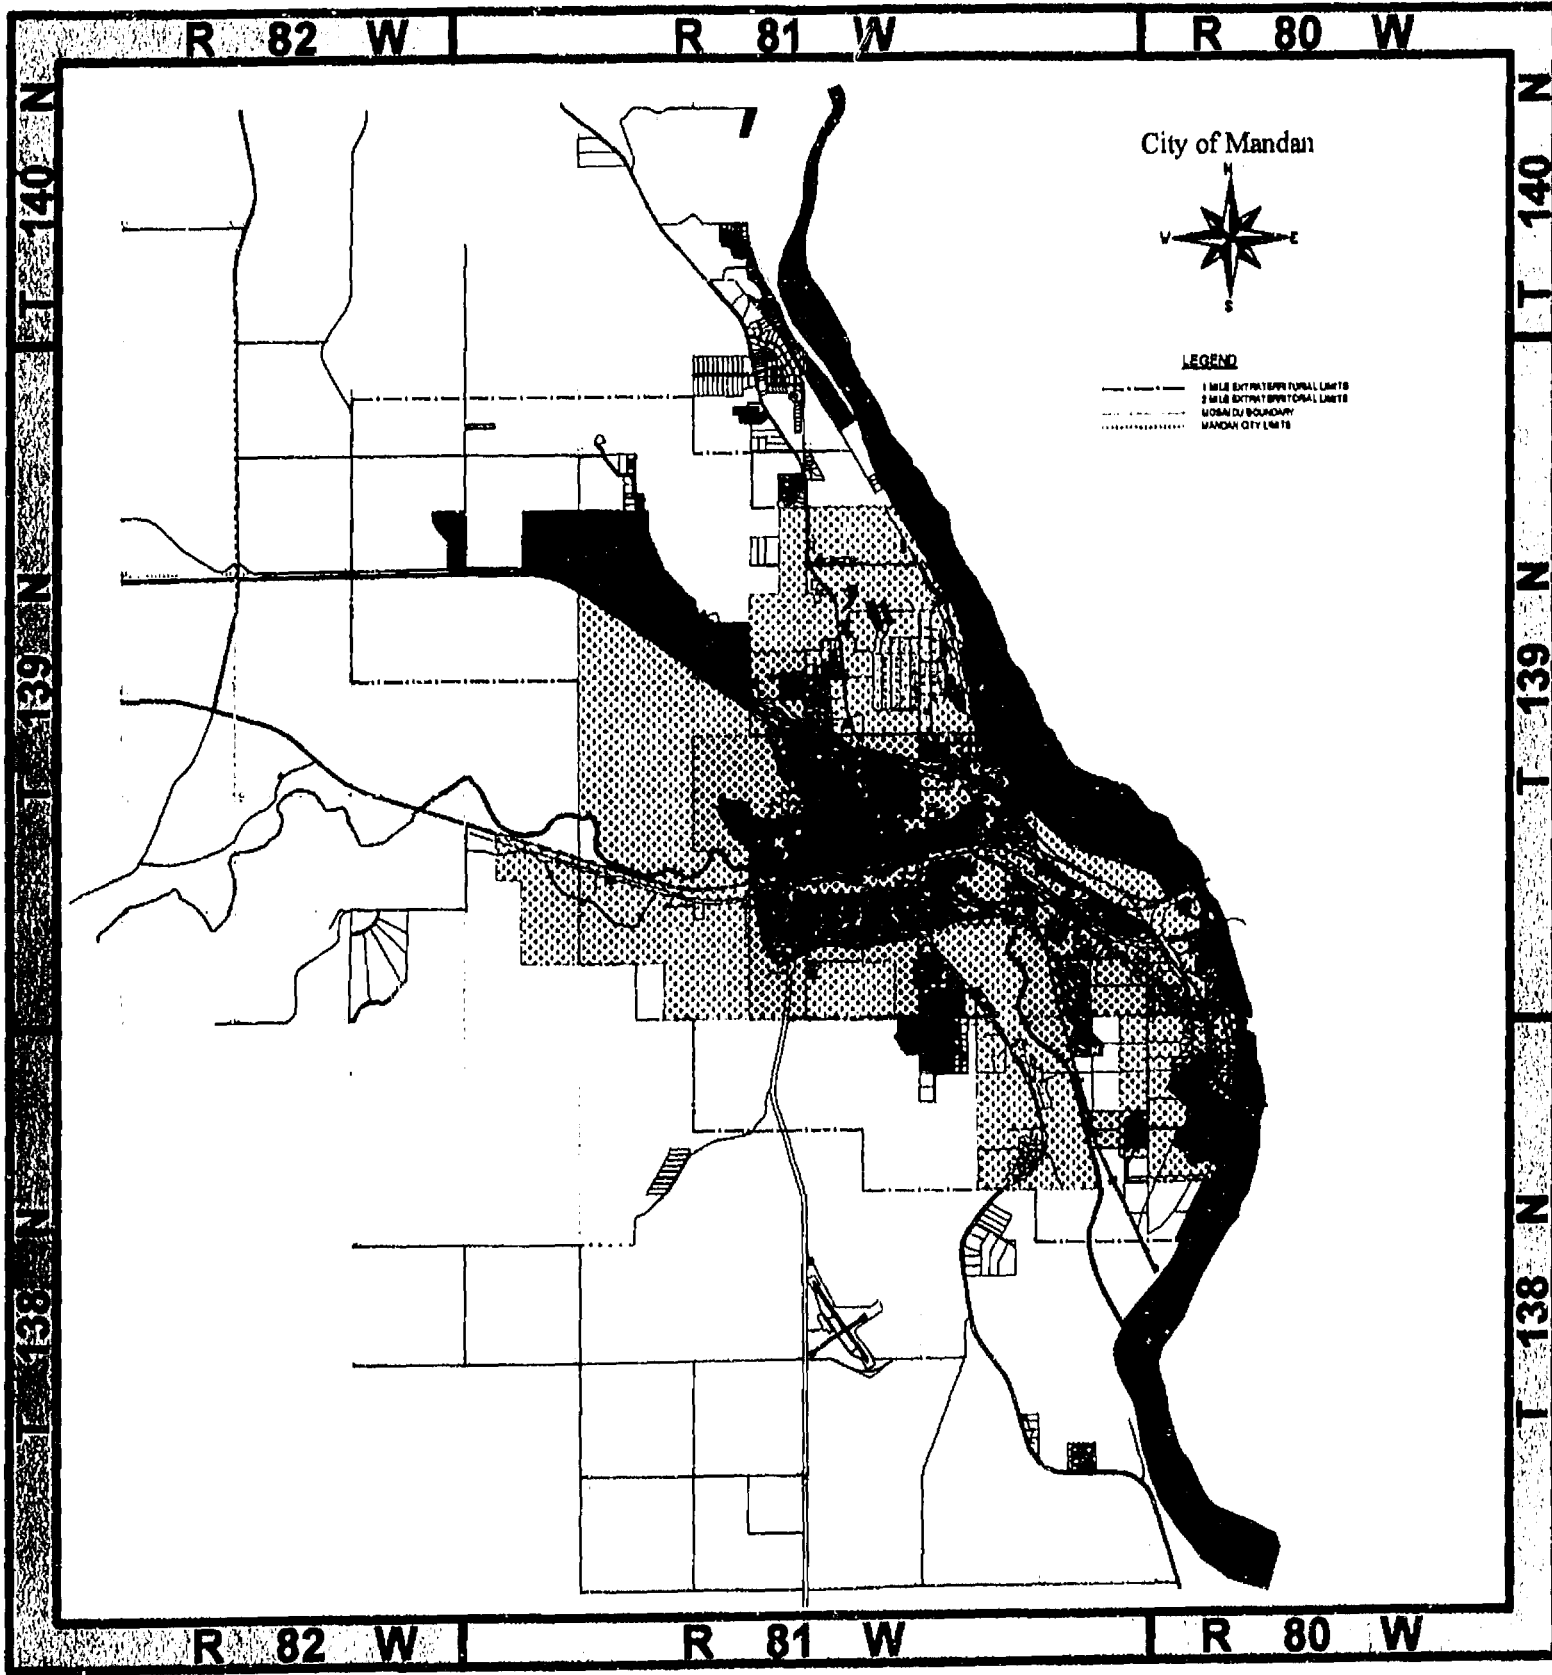 R 82 W
R 81 W
R 80 W
T 140 N
T 140 N
City of Mandan
N
W
E
S
LEGEND
1 MILE EXTRATERRITORIAL LIMITS
2 MILE EXTRATERRITORIAL LIMITS
BOUNDARY
MANDAN CITY LIMITS
T 139 N
T 139 N
T 138 N
T 138 N
R 82 W
R 81 W
R 80 W